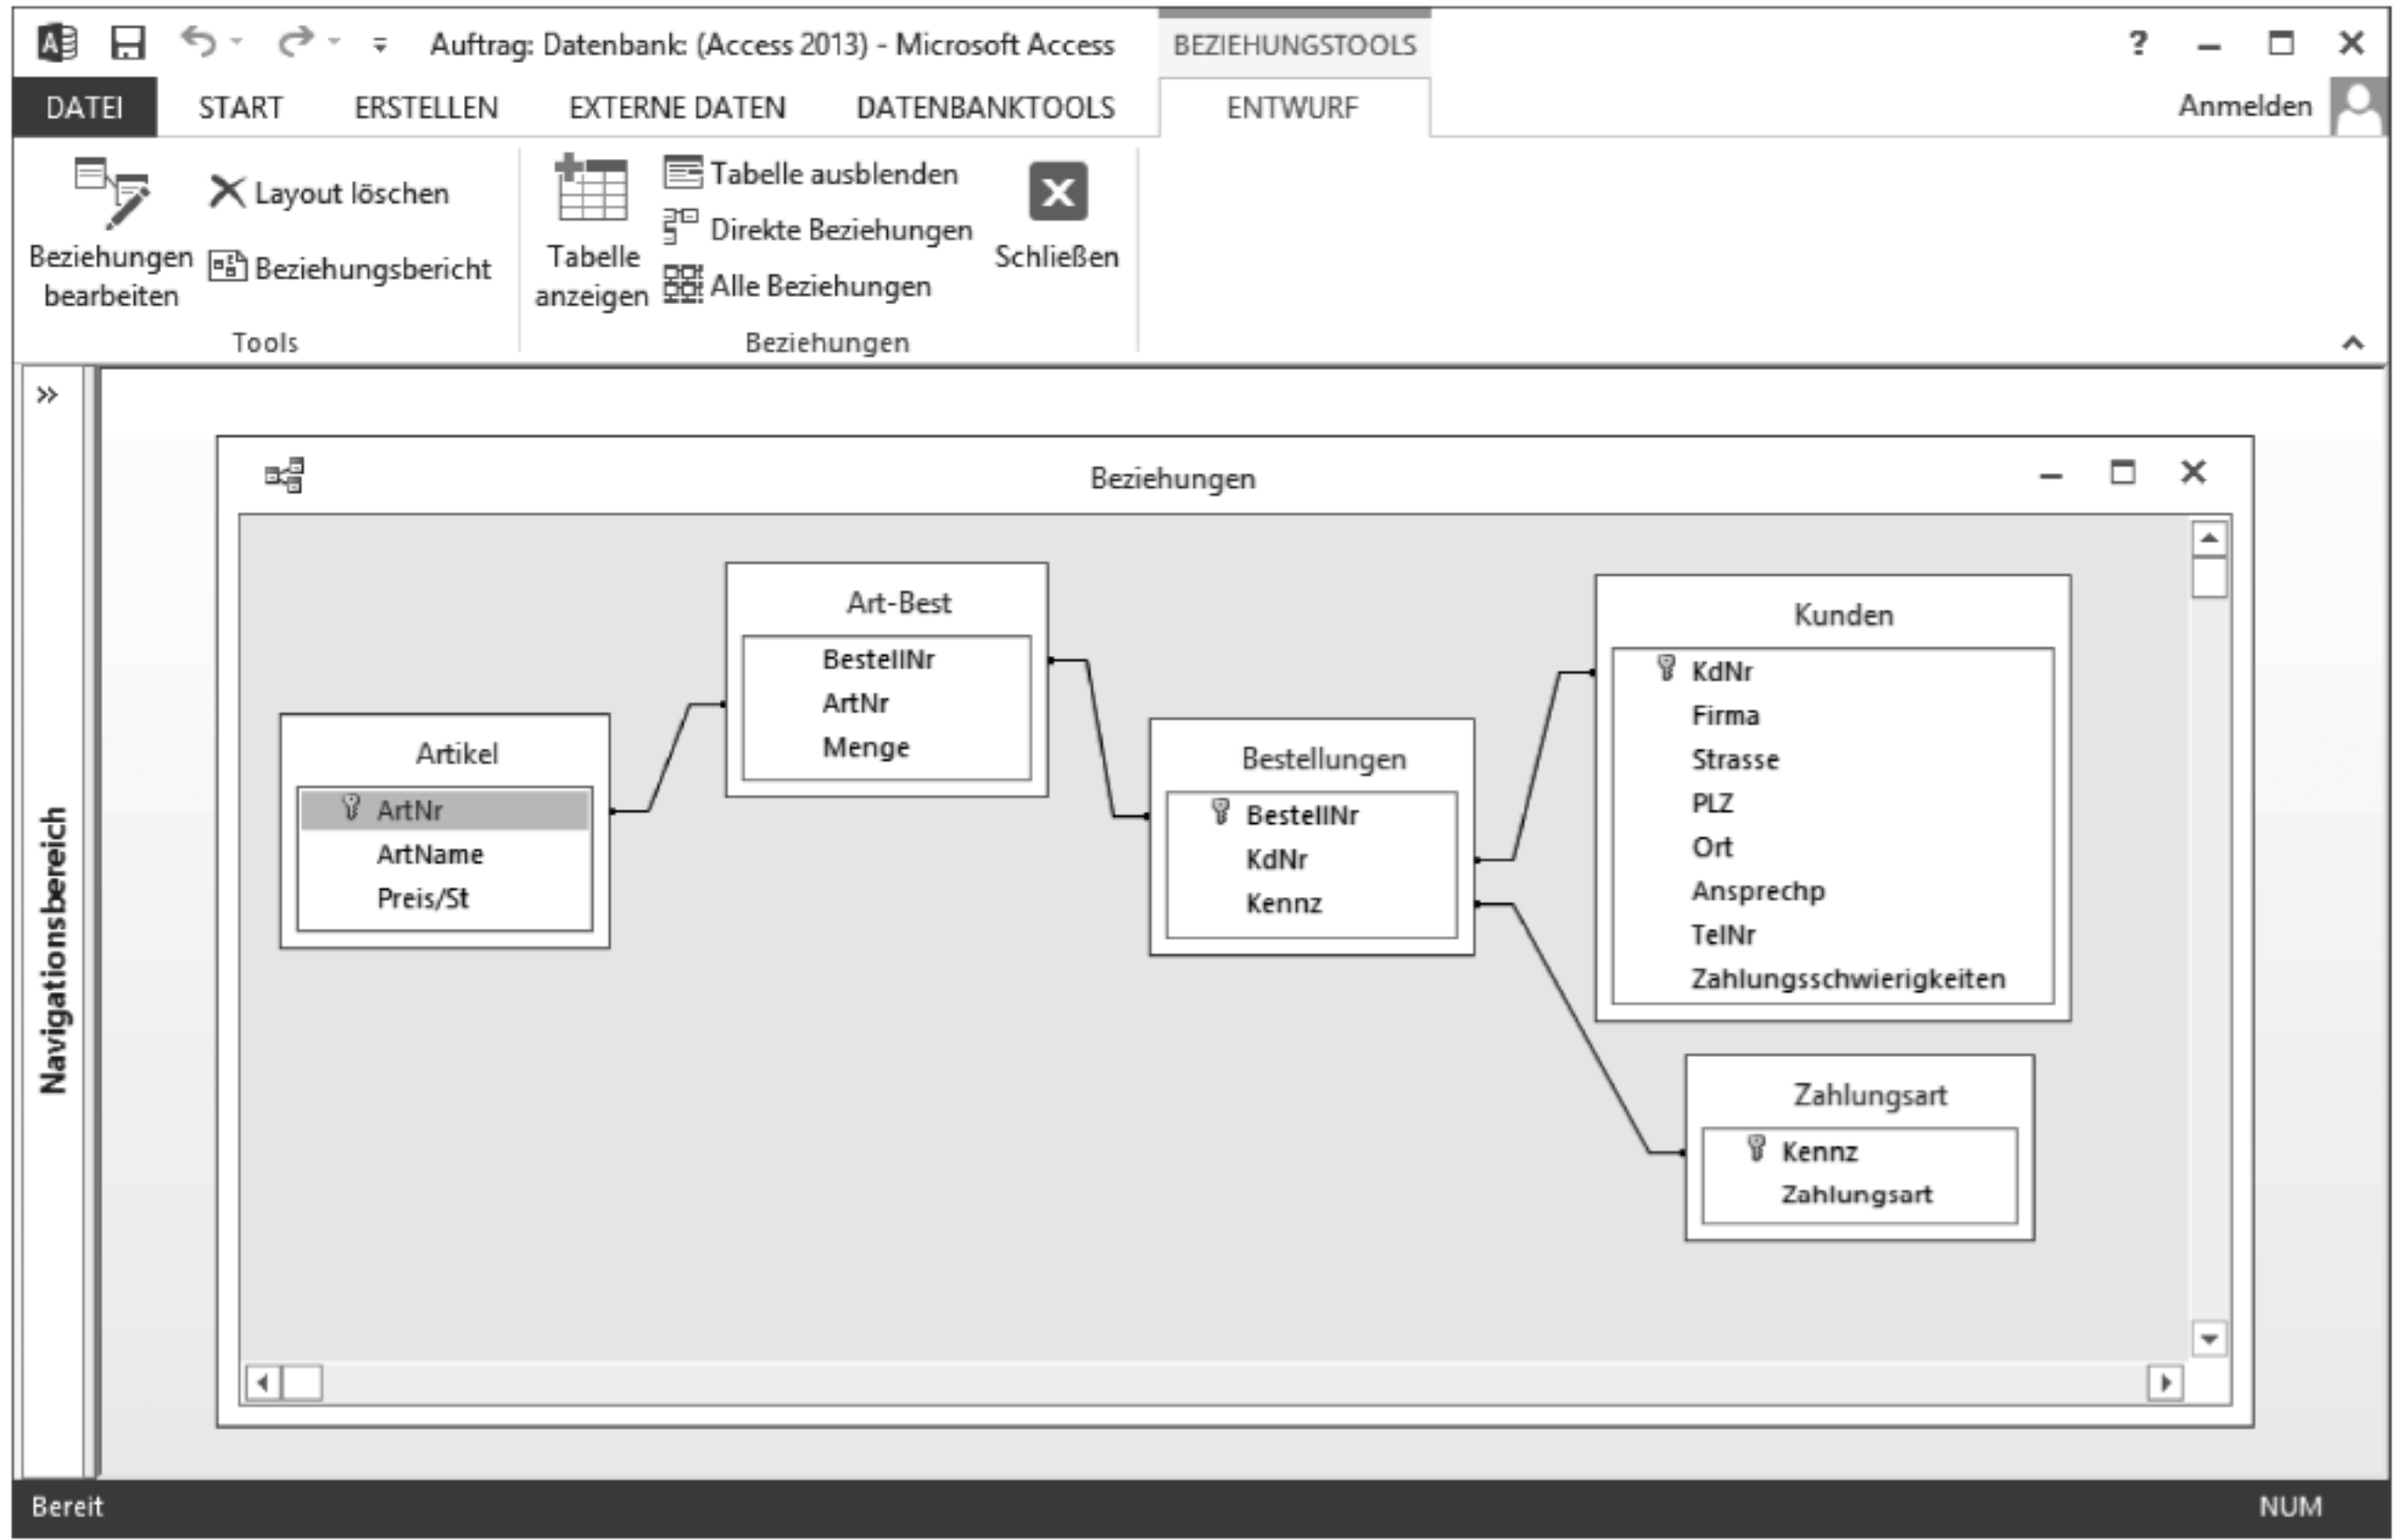 Auftrag: Datenbank: (Access 2013) - Microsoft Access
BEZIEHUNGSTOOLS
?
DATEI
START
ERSTELLEN
EXTERNE DATEN
DATENBANKTOOLS
ENTWURF
Anmelden
Beziehungen
bearbeiten
Layout löschen
Beziehungsbericht
Tools
Tabelle
anzeigen
Tabelle ausblenden
Direkte Beziehungen
Alle Beziehungen
Schließen
Beziehungen
»
Navigationsbereich
Beziehungen
Artikel
ArtNr
ArtName
Preis/St
Art-Best
BestellNr
ArtNr
Menge
Bestellungen
BestellNr
KdNr
Kennz
Kunden
KdNr
Firma
Strasse
PLZ
Ort
Ansprechp
TelNr
Zahlungsschwierigkeiten
Zahlungsart
Kennz
Zahlungsart
Bereit
NUM